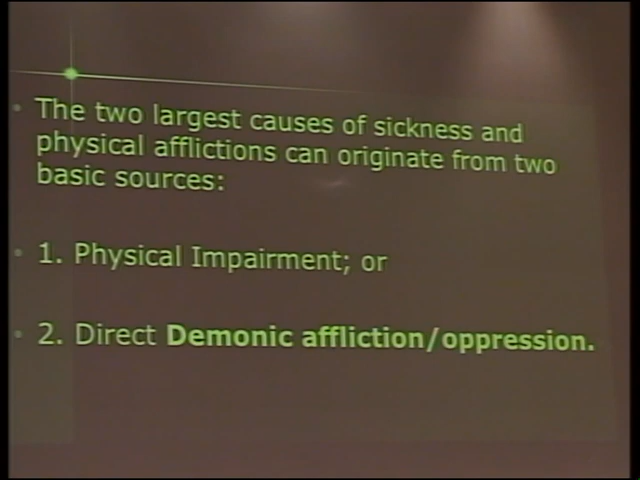 The two largest causes of sickness and
physical afflictions can originate from two
basic sources:
1. Physical Impairment; or
2. Direct Demonic affliction/oppression.